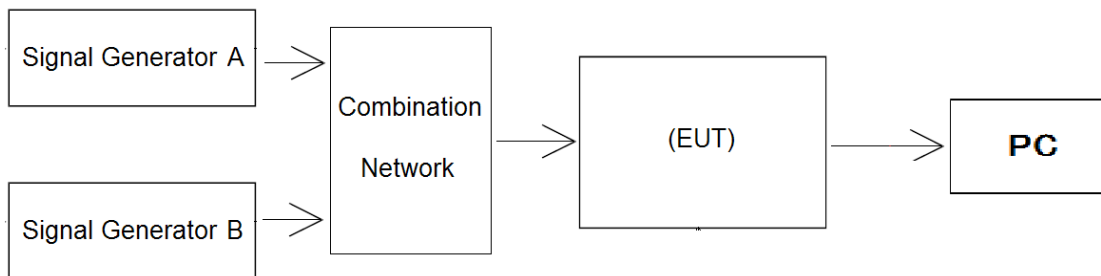 Signal Generator A
Combination
Network
(EUT)
PC
Signal Generator B